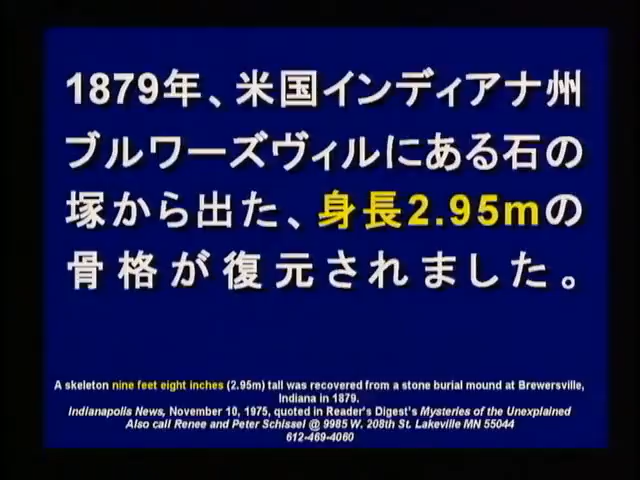 1879年、米国インディアナ州
ブルワーズヴィルにある石の
塚から出た、身長2.95mの
骨格が復元されました。
A skeleton nine feet eight inches (2.95m) tall was recovered from a stone burial mound at Brewersville,
Indiana in 1879.
Indianapolis News, November 10, 1975, quoted in Reader's Digest's Mysteries of the Unexplained
Also call Renee and Peter Schissel @ 9985 W. 208th St. Lakeville MN 55044
612-469-4060